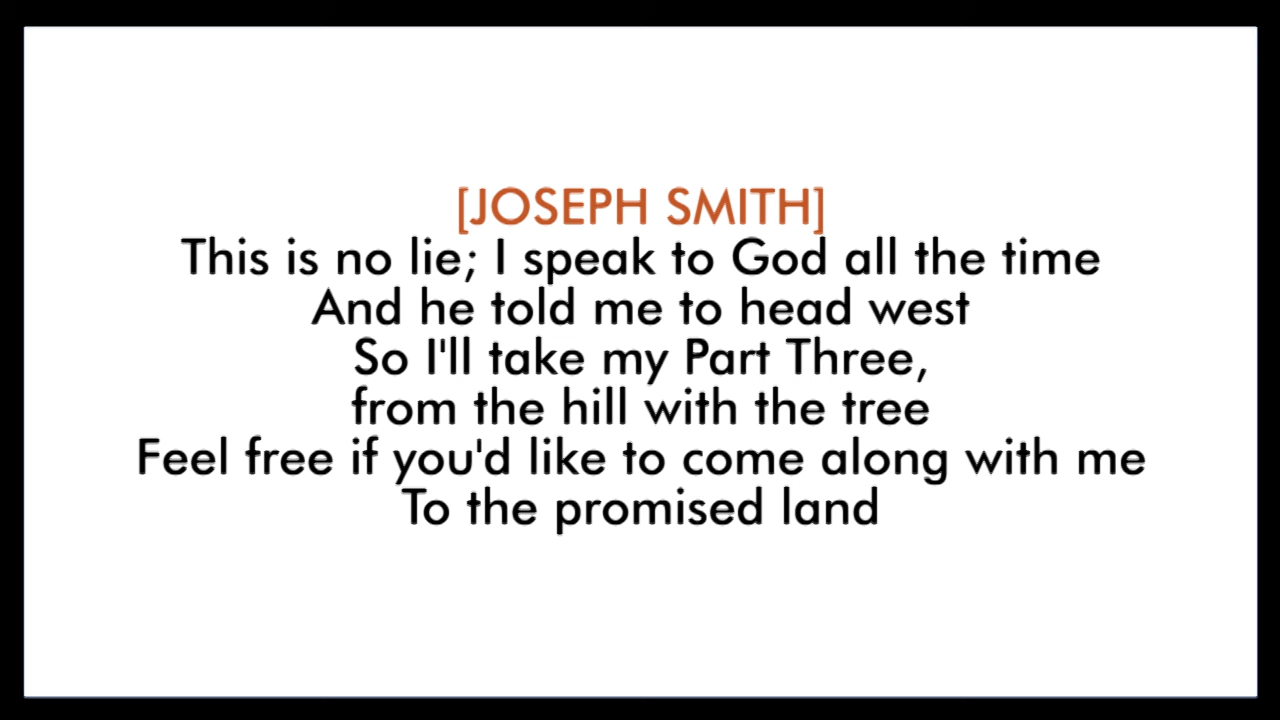 [JOSEPH SMITH]
This is no lie; I speak to God all the time
And he told me to head west
So I'll take my Part Three,
from the hill with the tree
Feel free if you'd like to come along with me
To the promised land